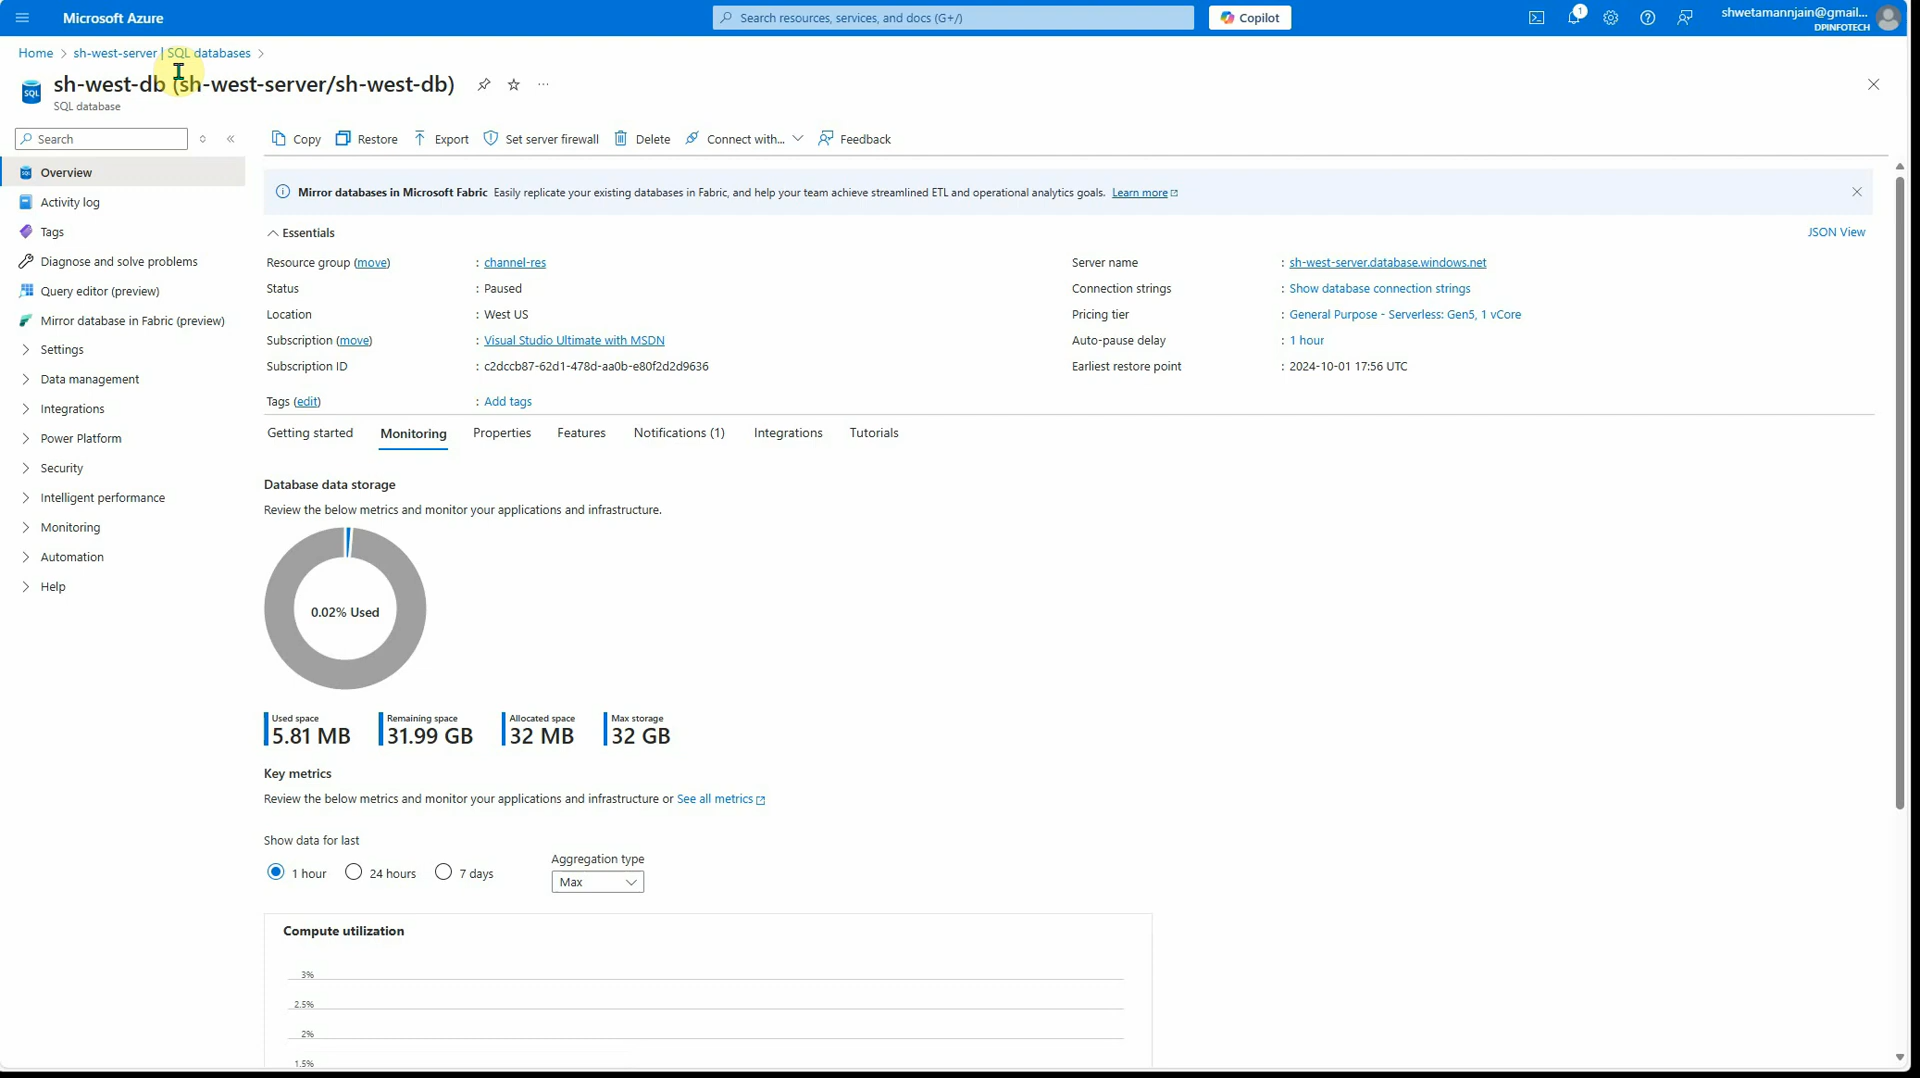 Microsoft Azure
Search resources, services, and docs (G+/)
Copilot
1
shwetamannjain@gmail...
DPINFOTECH
Home > sh-west-server | SQL databases >
SQL
sh-west-db (sh-west-server/sh-west-db)
SQL database
Search
Copy Restore Export Set server firewall Delete Connect with... Feedback
Overview
Activity log
Tags
Diagnose and solve problems
Query editor (preview)
Mirror database in Fabric (preview)
Settings
Data management
Integrations
Power Platform
Security
Intelligent performance
Monitoring
Automation
Help
Mirror databases in Microsoft Fabric Easily replicate your existing databases in Fabric, and help your team achieve streamlined ETL and operational analytics goals. Learn more
Essentials
JSON View
Resource group (move) : channel-res
Status : Paused
Location : West US
Subscription (move) : Visual Studio Ultimate with MSDN
Subscription ID : c2dccb87-62d1-478d-aa0b-e80f2d2d9636
Tags (edit) : Add tags
Server name : sh-west-server.database.windows.net
Connection strings : Show database connection strings
Pricing tier : General Purpose - Serverless: Gen5, 1 vCore
Auto-pause delay : 1 hour
Earliest restore point : 2024-10-01 17:56 UTC
Getting started Monitoring Properties Features Notifications (1) Integrations Tutorials
Database data storage
Review the below metrics and monitor your applications and infrastructure.
0.02% Used
Used space
5.81 MB
Remaining space
31.99 GB
Allocated space
32 MB
Max storage
32 GB
Key metrics
Review the below metrics and monitor your applications and infrastructure or See all metrics
Show data for last
1 hour 24 hours 7 days
Aggregation type
Max
Compute utilization
3%
2.5%
2%
1.5%